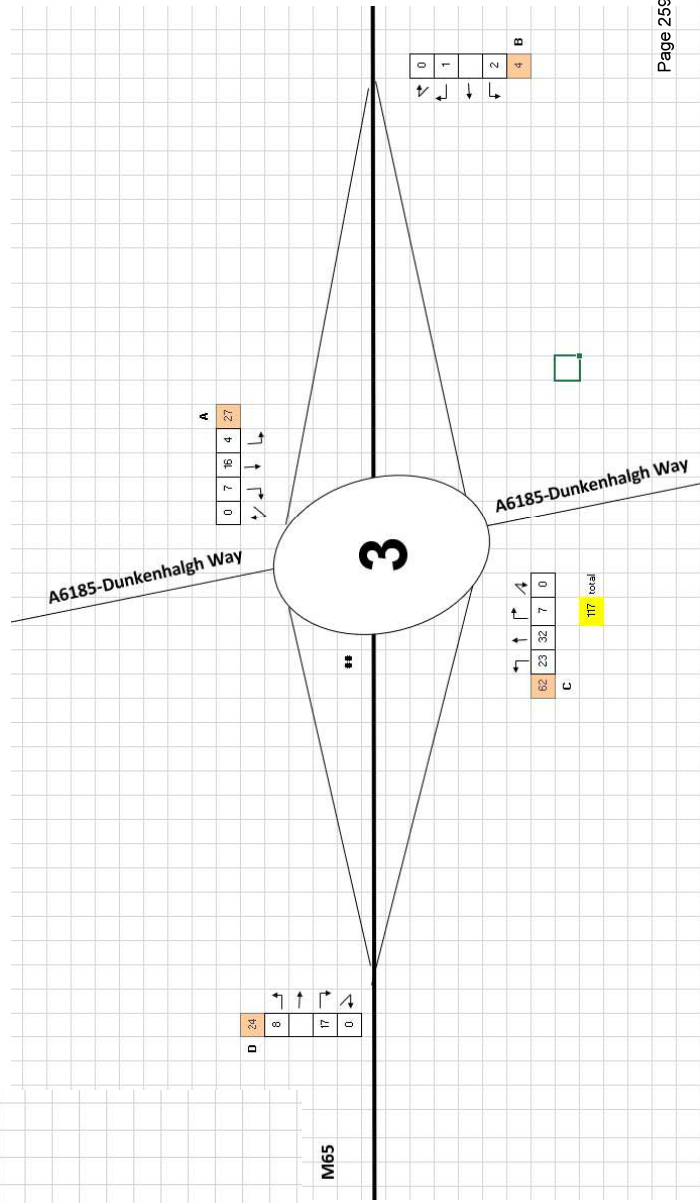 A6185-Dunkenhalgh Way
A
0 7 16 4 27
D 24
8
17
0
M65
##
3
0
1
2
4 B
A6185-Dunkenhalgh Way
62 23 32 7 0
C
117 total
Page 259